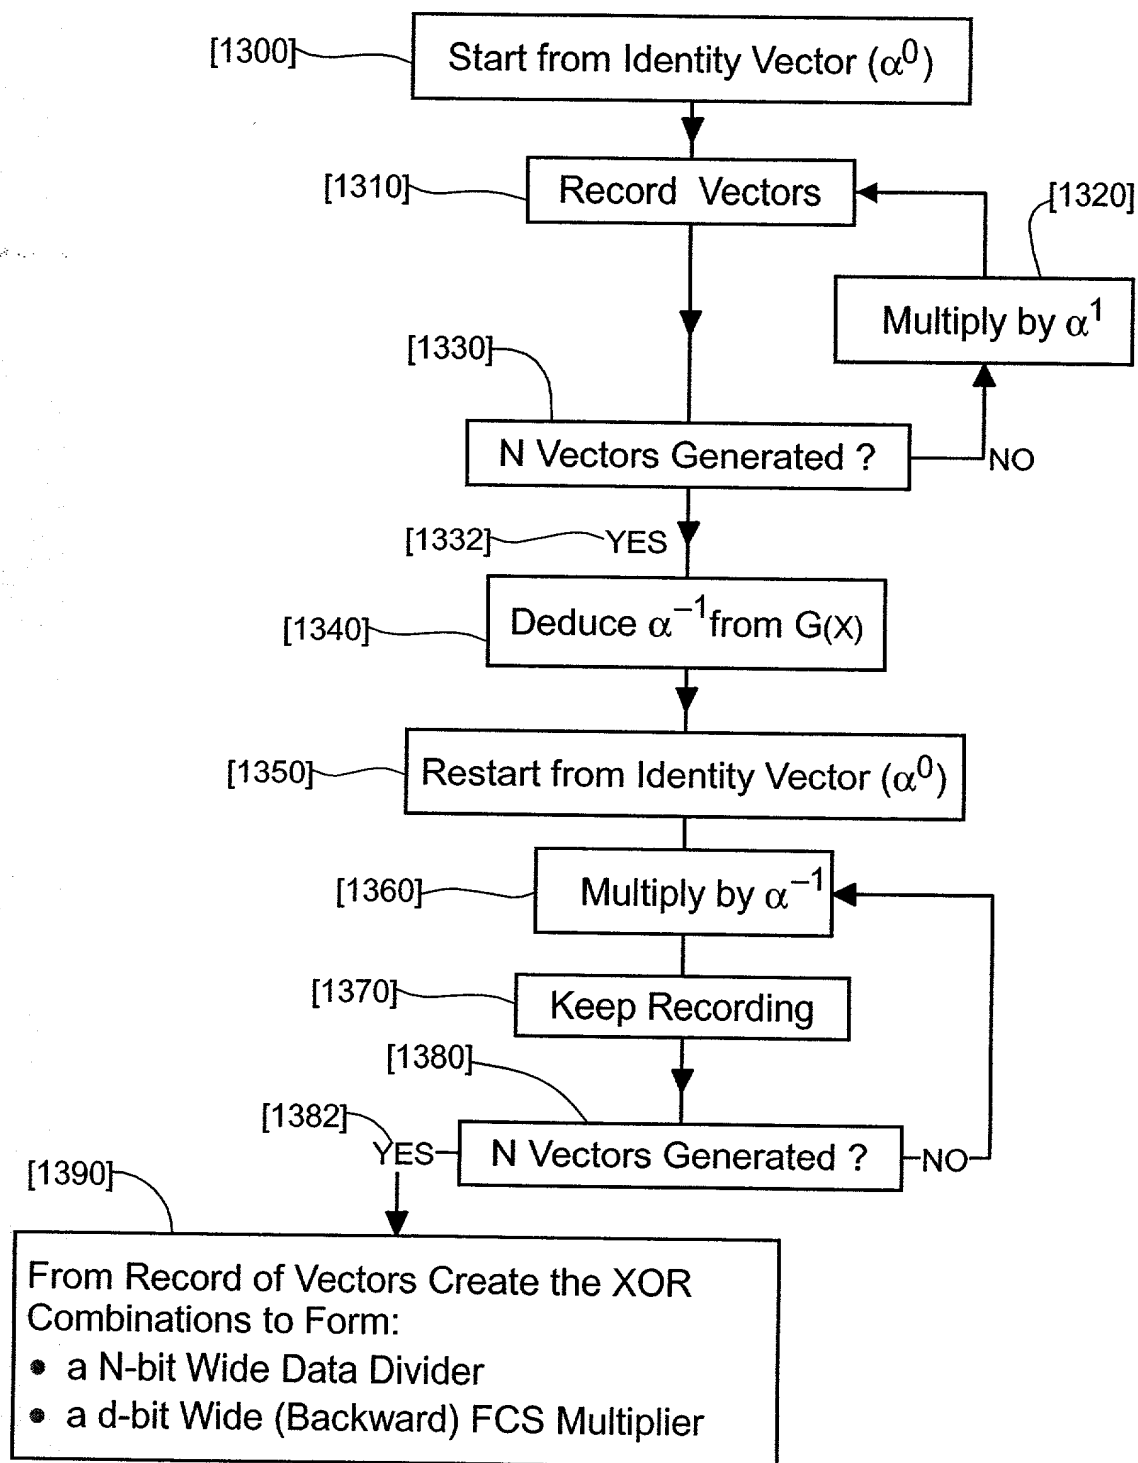 [1300]
Start from Identity Vector (α⁰)
[1310]
Record Vectors
[1320]
Multiply by α¹
[1330]
N Vectors Generated ?
NO
[1332]
YES
[1340]
Deduce α⁻¹ from G(X)
[1350]
Restart from Identity Vector (α⁰)
[1360]
Multiply by α⁻¹
[1370]
Keep Recording
[1380]
[1382]
YES
N Vectors Generated ?
NO
[1390]
From Record of Vectors Create the XOR
Combinations to Form:
• a N-bit Wide Data Divider
• a d-bit Wide (Backward) FCS Multiplier